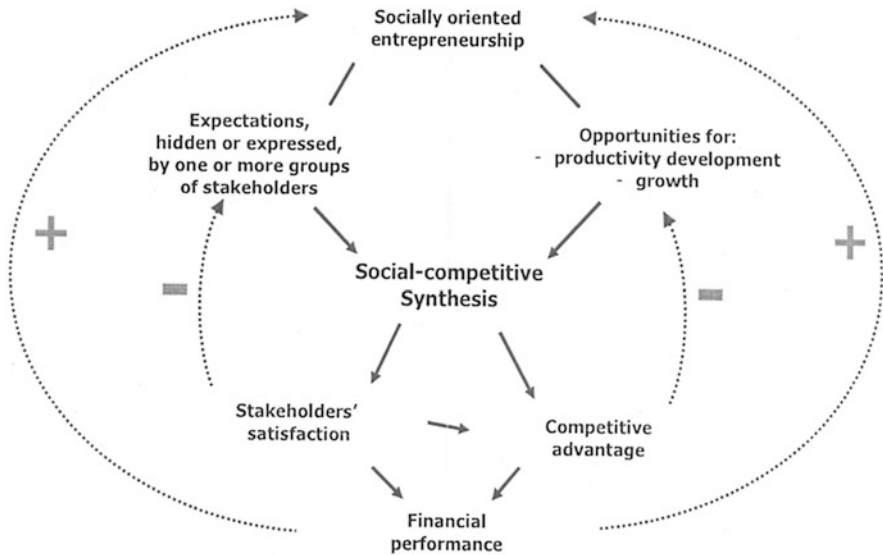 Socially oriented
entrepreneurship
Expectations,
hidden or expressed,
by one or more groups
of stakeholders
Opportunities for:
- productivity development
- growth
+
+
-
-
Social-competitive
Synthesis
Stakeholders'
satisfaction
Competitive
advantage
Financial
performance